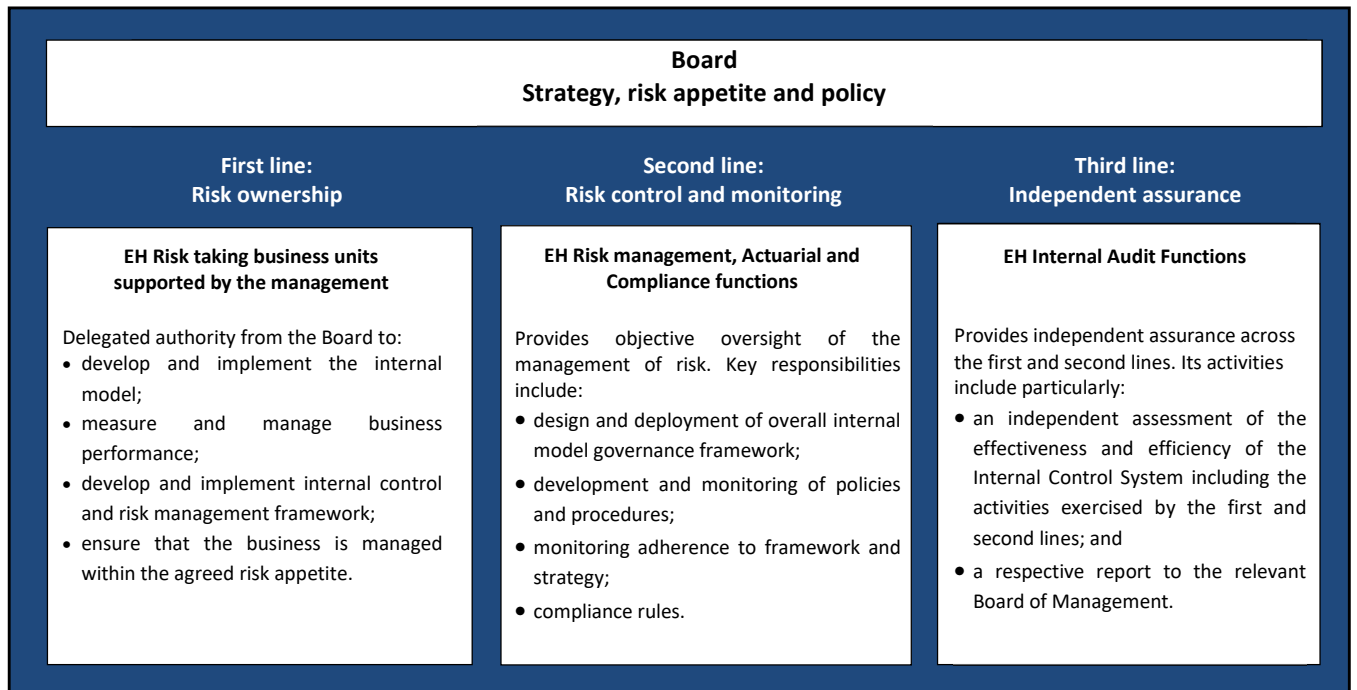 Board
Strategy, risk appetite and policy
First line:
Risk ownership
EH Risk taking business units
supported by the management
Delegated authority from the Board to:
• develop and implement the internal
model;
• measure and manage business
performance;
• develop and implement internal control
and risk management framework;
• ensure that the business is managed
within the agreed risk appetite.
Second line:
Risk control and monitoring
EH Risk management, Actuarial and
Compliance functions
Provides objective oversight of the
management of risk. Key responsibilities
include:
• design and deployment of overall internal
model governance framework;
• development and monitoring of policies
and procedures;
• monitoring adherence to framework and
strategy;
• compliance rules.
Third line:
Independent assurance
EH Internal Audit Functions
Provides independent assurance across
the first and second lines. Its activities
include particularly:
• an independent assessment of the
effectiveness and efficiency of the
Internal Control System including the
activities exercised by the first and
second lines; and
• a respective report to the relevant
Board of Management.